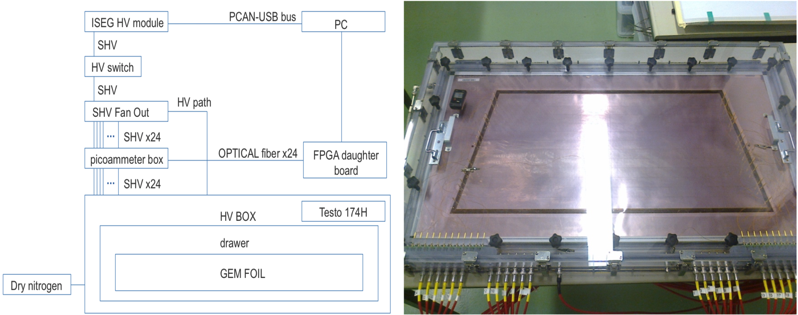 ISEG HV module
PCAN-USB bus
PC
SHV
HV switch
SHV
SHV Fan Out
HV path
... SHV x24
picoammeter box
OPTICAL fiber x24
FPGA daughter
board
... SHV x24
HV BOX
Testo 174H
drawer
GEM FOIL
Dry nitrogen